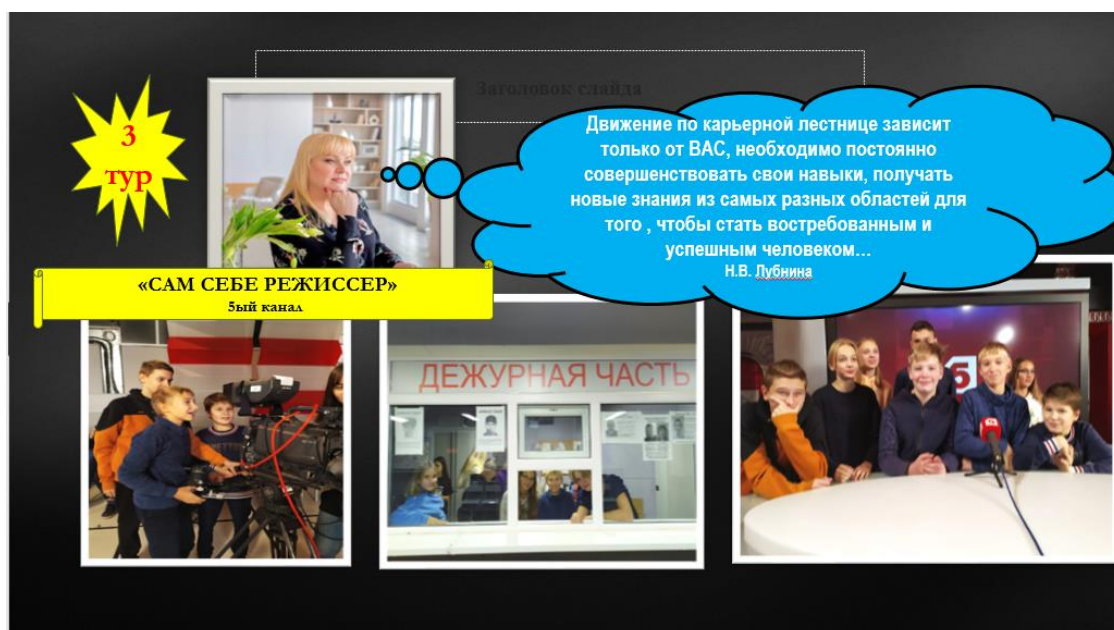 Заголовок слайда
3
тур
Движение по карьерной лестнице зависит
только от ВАС, необходимо постоянно
совершенствовать свои навыки, получать
новые знания из самых разных областей для
того , чтобы стать востребованным и
успешным человеком...
Н.В. Лубнина
«САМ СЕБЕ РЕЖИССЕР»
5ый канал
ДЕЖУРНАЯ ЧАСТЬ
5